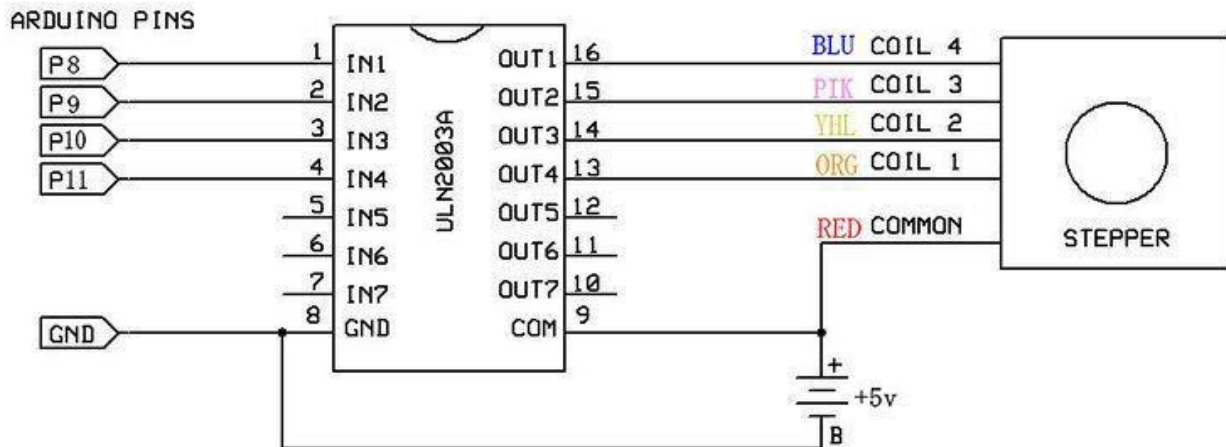 ARDUINO PINS
P8
P9
P10
P11
GND
1
2
3
4
5
6
7
8
IN1
IN2
IN3
IN4
IN5
IN6
IN7
GND
ULN2003A
OUT1
OUT2
OUT3
OUT4
OUT5
OUT6
OUT7
COM
16
15
14
13
12
11
10
9
BLU COIL 4
PIK COIL 3
YHL COIL 2
ORG COIL 1
RED COMMON
STEPPER
+
+5v
B